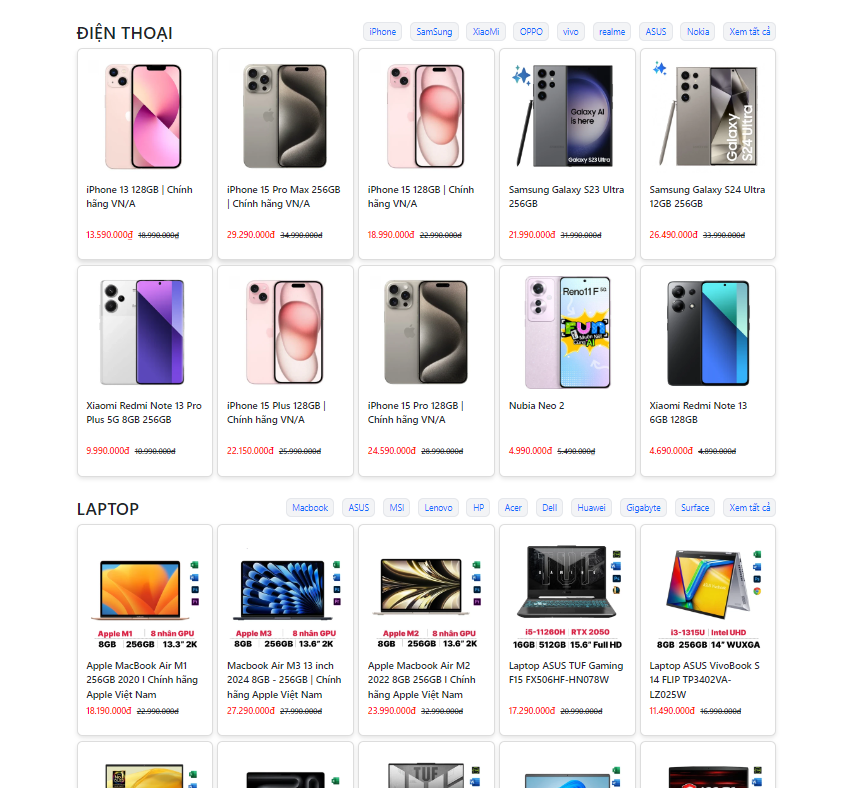 ĐIỆN THOẠI
iPhone SamSung XiaoMi OPPO vivo realme ASUS Nokia Xem tất cả
Galaxy AI
is here
Galaxy S23 Ultra
Galaxy
S24 Ultra
iPhone 13 128GB | Chính
hãng VN/A
13.590.000₫ 18.990.000₫
iPhone 15 Pro Max 256GB
| Chính hãng VN/A
29.290.000đ 34.990.000đ
iPhone 15 128GB | Chính
hãng VN/A
18.990.000đ 22.990.000đ
Samsung Galaxy S23 Ultra
256GB
21.990.000đ 31.990.000đ
Samsung Galaxy S24 Ultra
12GB 256GB
26.490.000đ 33.990.000đ
Reno11 F 5G
Xiaomi Redmi Note 13 Pro
Plus 5G 8GB 256GB
9.990.000đ 10.990.000đ
iPhone 15 Plus 128GB |
Chính hãng VN/A
22.150.000đ 25.990.000đ
iPhone 15 Pro 128GB |
Chính hãng VN/A
24.590.000đ 28.990.000đ
Nubia Neo 2
4.990.000đ 5.490.000đ
Xiaomi Redmi Note 13
6GB 128GB
4.690.000đ 4.890.000đ
LAPTOP
Macbook ASUS MSI Lenovo HP Acer Dell Huawei Gigabyte Surface Xem tất cả
Apple M1 8 nhân GPU
8GB 256GB 13.3" 2K
Apple MacBook Air M1
256GB 2020 I Chính hãng
Apple Việt Nam
18.190.000đ 22.990.000đ
Apple M3 8 nhân GPU
8GB 256GB 13.6" 2K
Macbook Air M3 13 inch
2024 8GB - 256GB | Chính
hãng Apple Việt Nam
27.290.000đ 27.990.000đ
Apple M2 8 nhân GPU
8GB 256GB 13.6" 2K
Apple MacBook Air M2
2022 8GB 256GB I Chính
hãng Apple Việt Nam
23.990.000đ 32.990.000đ
i5-11260H RTX 2050
16GB 512GB 15.6" Full HD
Laptop ASUS TUF Gaming
F15 FX506HF-HN078W
17.290.000đ 20.990.000đ
i3-1315U Intel UHD
8GB 256GB 14" WUXGA
Laptop ASUS VivoBook S
14 FLIP TP3402VA-
LZ025W
11.490.000đ 16.990.000đ
TUF